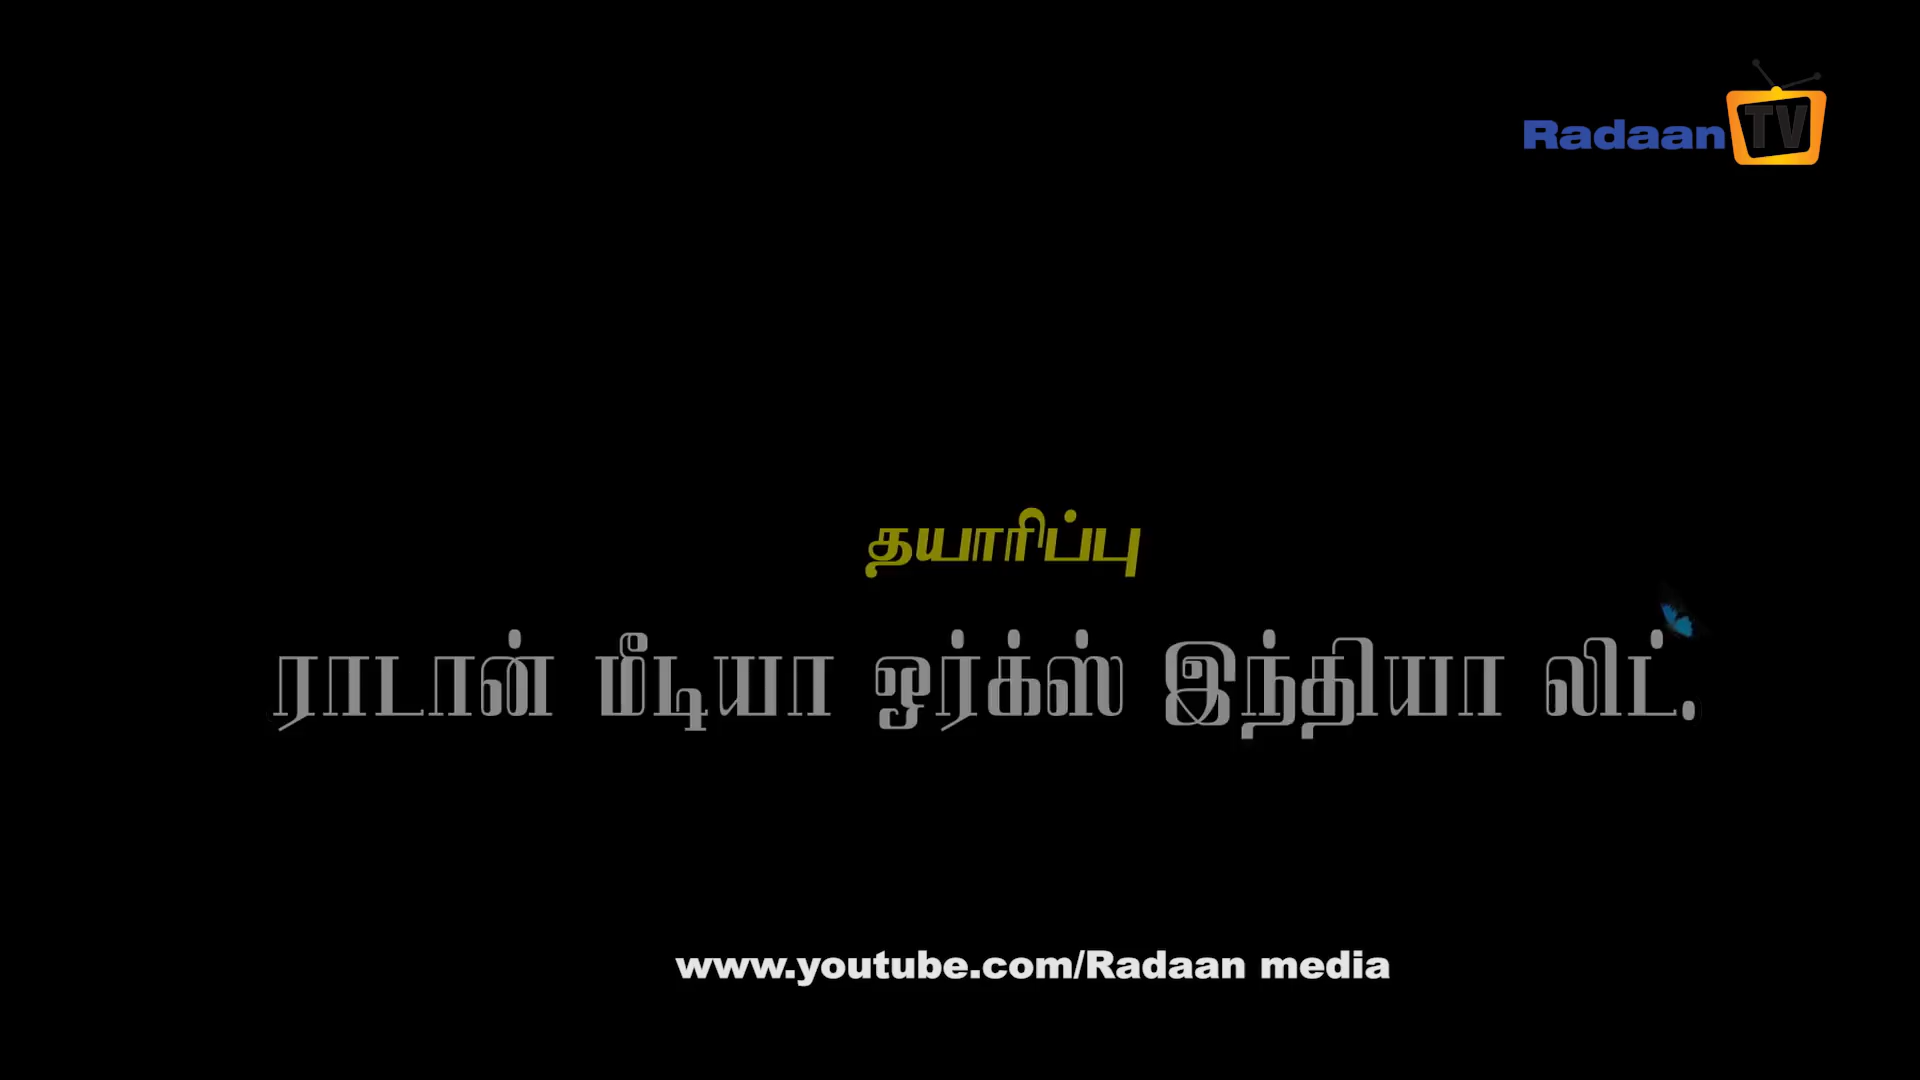 Radaan TV
தயாரிப்பு
ராடான் மீடியா ஒர்க்ஸ் இந்தியா லிட்.
www.youtube.com/Radaan media